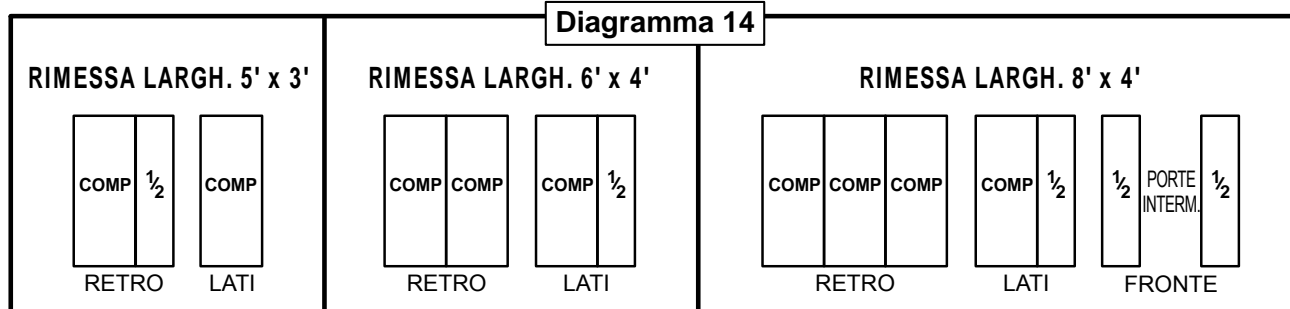 Diagramma 14
RIMESSA LARGH. 5' x 3'
COMP ½ COMP
RETRO LATI
RIMESSA LARGH. 6' x 4'
COMP COMP COMP ½
RETRO LATI
RIMESSA LARGH. 8' x 4'
COMP COMP COMP COMP ½ ½ PORTE INTERM. ½
RETRO LATI FRONTE